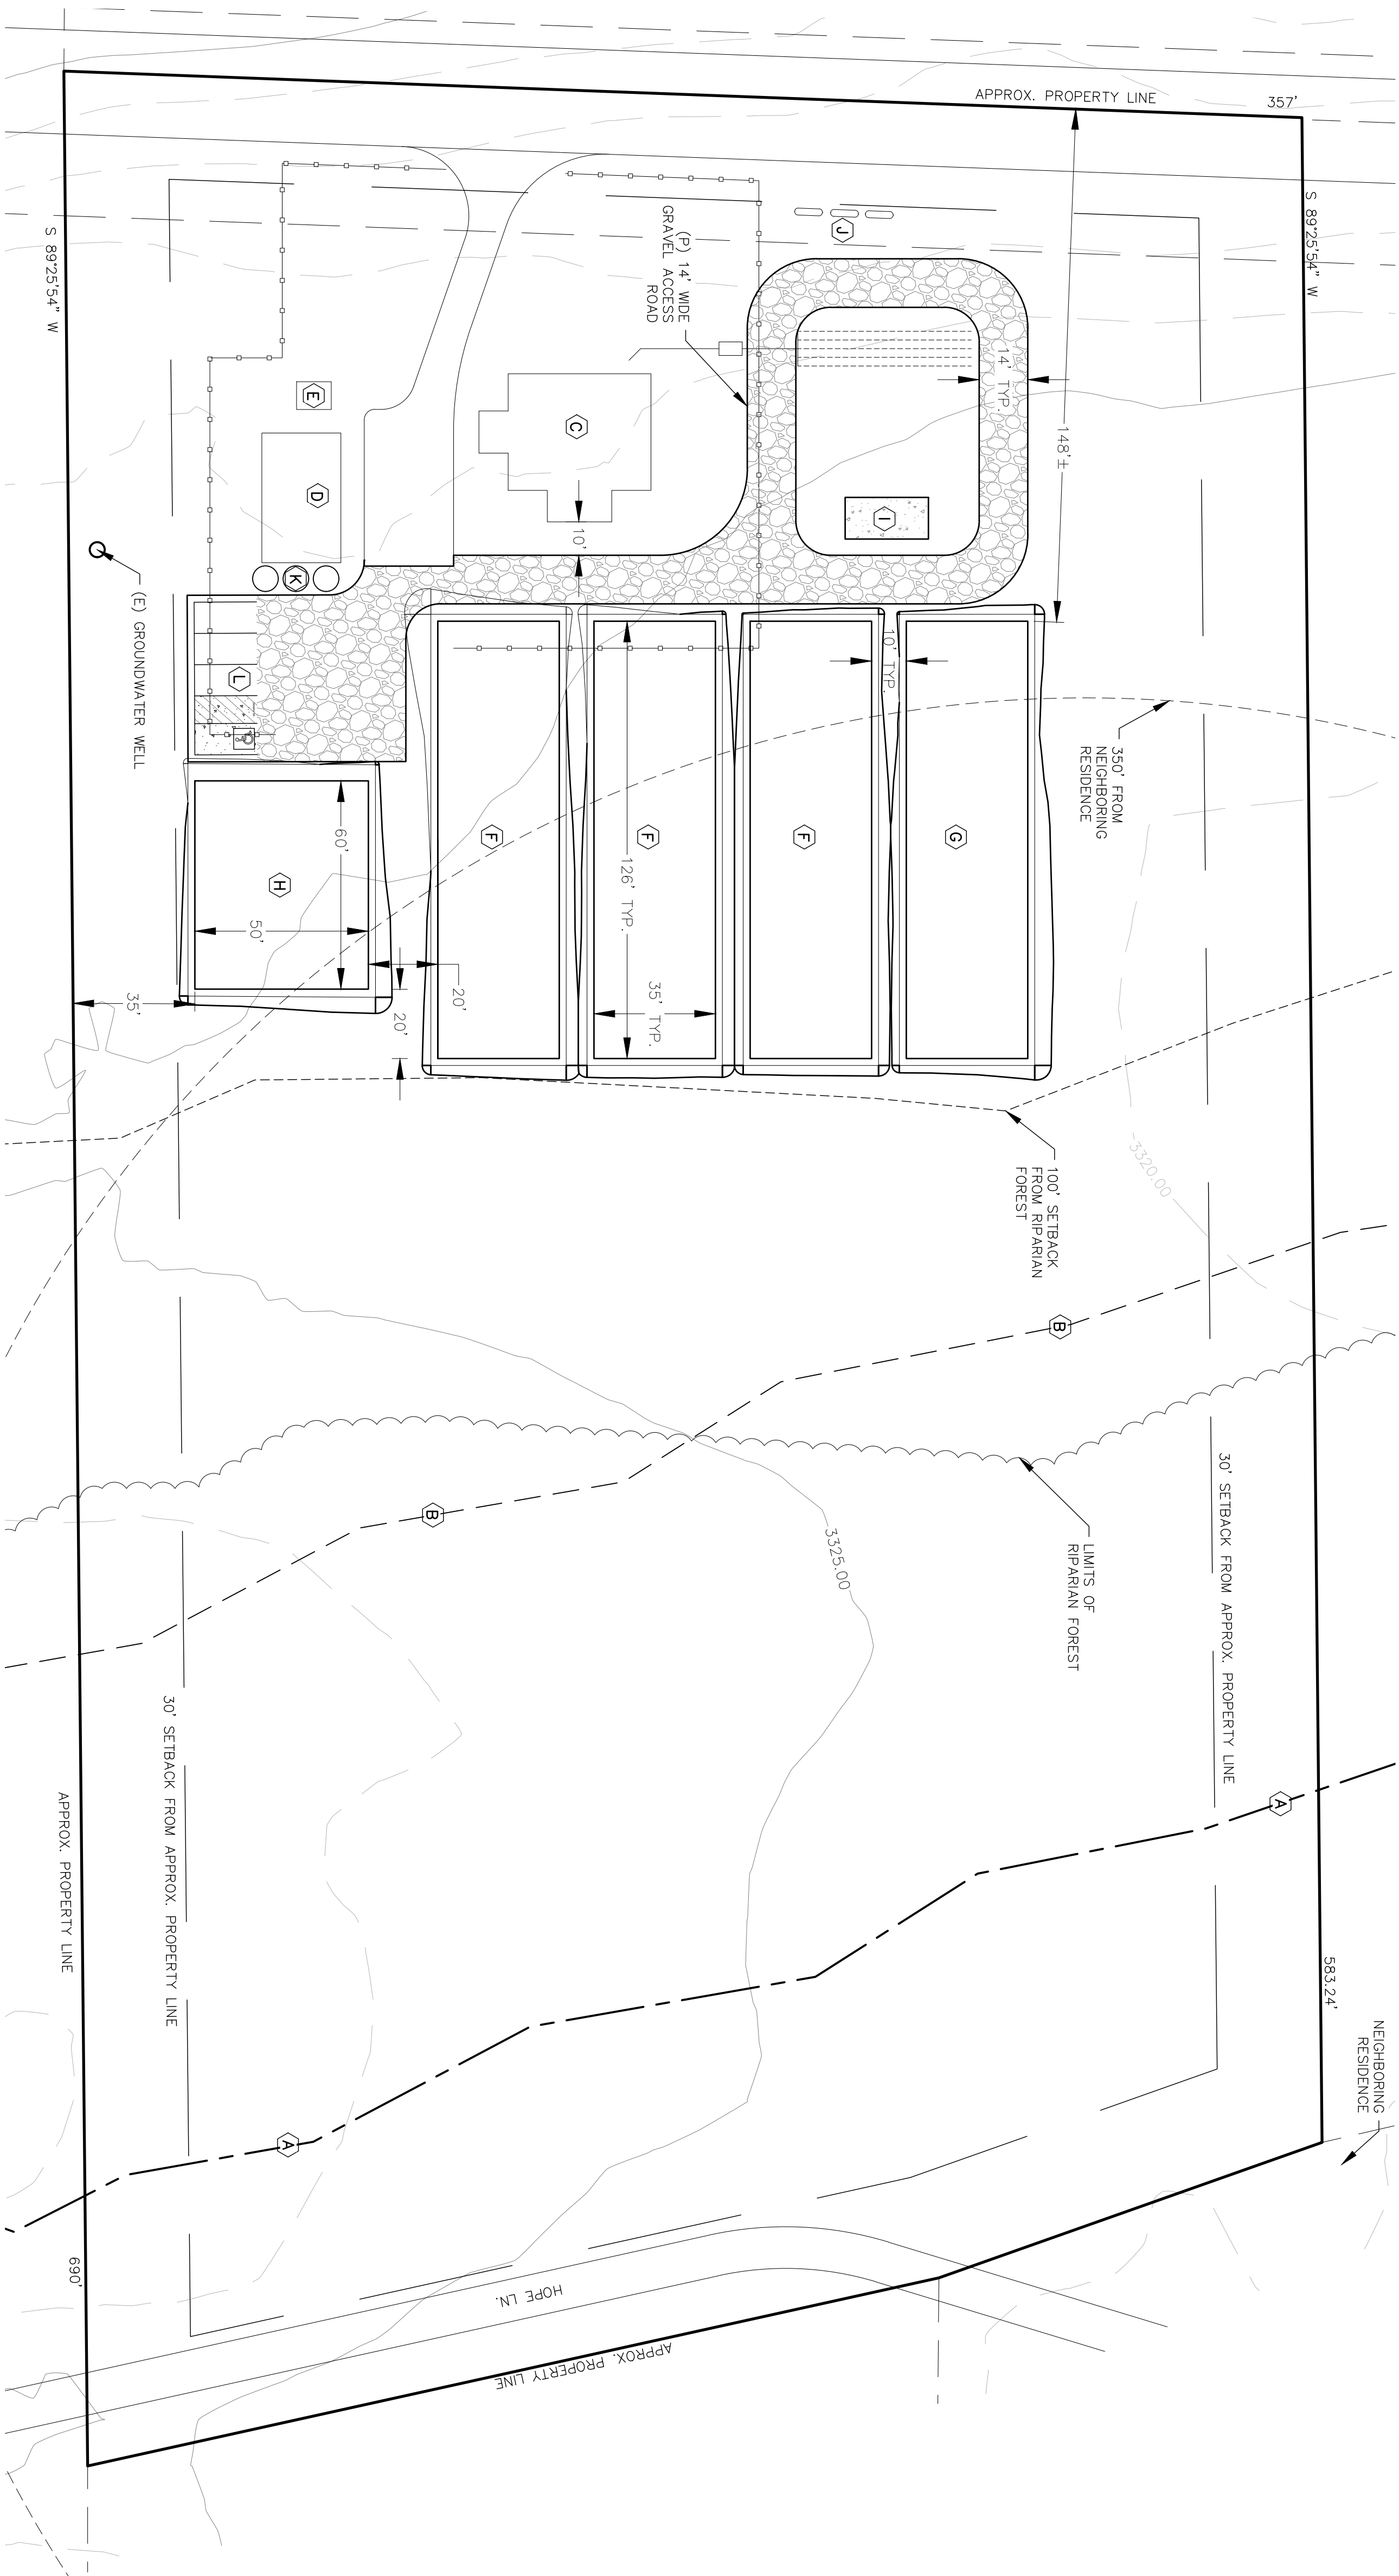 APPROX. PROPERTY LINE
357'
S 89°25'54" W
S 89°25'54" W
J
(P) 14' WIDE
GRAVEL ACCESS
ROAD
14' TYP.
148'±
E
C
D
I
10'
K
(E) GROUNDWATER WELL
L
10' TYP.
350' FROM
NEIGHBORING
RESIDENCE
F
F
F
G
H
60'
50'
126' TYP.
35' TYP.
20'
20'
35'
100' SETBACK
FROM RIPARIAN
FOREST
3320.00
B
B
LIMITS OF
RIPARIAN FOREST
3325.00
30' SETBACK FROM APPROX. PROPERTY LINE
30' SETBACK FROM APPROX. PROPERTY LINE
A
A
APPROX. PROPERTY LINE
583.24'
NEIGHBORING
RESIDENCE
690'
HOPE LN.
APPROX. PROPERTY LINE